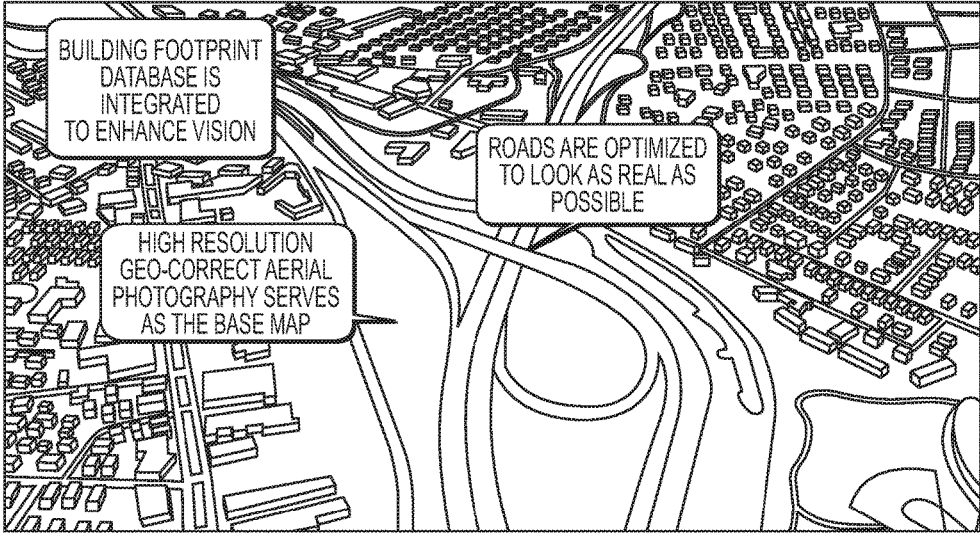 BUILDING FOOTPRINT
DATABASE IS
INTEGRATED
TO ENHANCE VISION
ROADS ARE OPTIMIZED
TO LOOK AS REAL AS
POSSIBLE
HIGH RESOLUTION
GEO-CORRECT AERIAL
PHOTOGRAPHY SERVES
AS THE BASE MAP